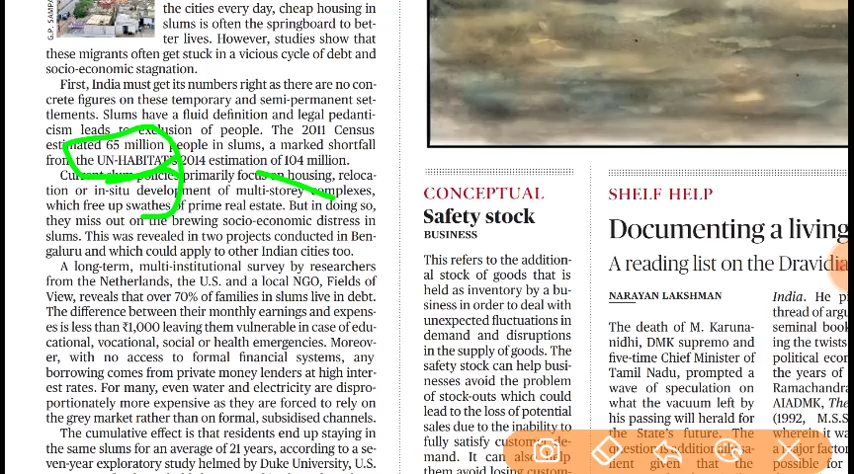 G.P. SAMPA
the cities every day, cheap housing in
slums is often the springboard to bet-
ter lives. However, studies show that
these migrants often get stuck in a vicious cycle of debt and
socio-economic stagnation.
First, India must get its numbers right as there are no con-
crete figures on these temporary and semi-permanent set-
tlements. Slums have a fluid definition and legal pedanti-
cism leads to exclusion of people. The 2011 Census
estimated 65 million people in slums, a marked shortfall
from the UN-HABITAT's 2014 estimation of 104 million.
Current slum policies primarily focus on housing, reloca-
tion or in-situ development of multi-storey complexes,
which free up swathes of prime real estate. But in doing so,
they miss out on the brewing socio-economic distress in
slums. This was revealed in two projects conducted in Ben-
galuru and which could apply to other Indian cities too.
A long-term, multi-institutional survey by researchers
from the Netherlands, the U.S. and a local NGO, Fields of
View, reveals that over 70% of families in slums live in debt.
The difference between their monthly earnings and expens-
es is less than ₹1,000 leaving them vulnerable in case of edu-
cational, vocational, social or health emergencies. Moreov-
er, with no access to formal financial systems, any
borrowing comes from private money lenders at high inter-
est rates. For many, even water and electricity are dispro-
portionately more expensive as they are forced to rely on
the grey market rather than on formal, subsidised channels.
The cumulative effect is that residents end up staying in
the same slums for an average of 21 years, according to a se-
ven-year exploratory study helmed by Duke University, U.S.
CONCEPTUAL
Safety stock
BUSINESS
This refers to the addition-
al stock of goods that is
held as inventory by a bu-
siness in order to deal with
unexpected fluctuations in
demand and disruptions
in the supply of goods. The
safety stock can help busi-
nesses avoid the problem
of stock-outs which could
lead to the loss of potential
sales due to the inability to
fully satisfy customer de-
mand. It can also help
them avoid losing custom-
SHELF HELP
Documenting a living
A reading list on the Dravidia
NARAYAN LAKSHMAN
The death of M. Karuna-
nidhi, DMK supremo and
five-time Chief Minister of
Tamil Nadu, prompted a
wave of speculation on
what the vacuum left by
his passing will herald for
the State's future. The
question is additionally sa-
lient given that the
India. He p
thread of argu
seminal book
ing the twists
political econ
the years of
Ramachandra
AIADMK, The
(1992, M.S.S
wherein it wa
a major factor
possible for